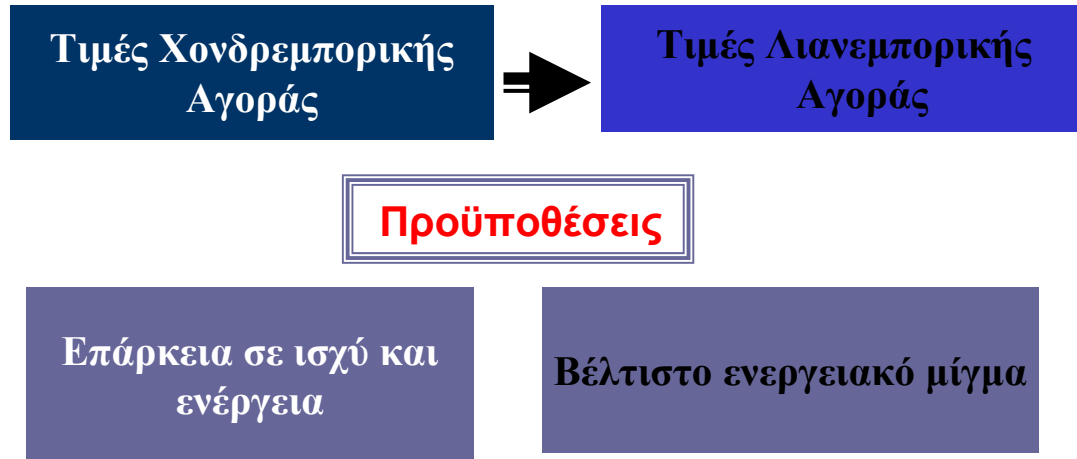 Τιμές Χονδρεμπορικής
Αγοράς
Τιμές Λιανεμπορικής
Αγοράς
Προϋποθέσεις
Επάρκεια σε ισχύ και
ενέργεια
Βέλτιστο ενεργειακό μίγμα